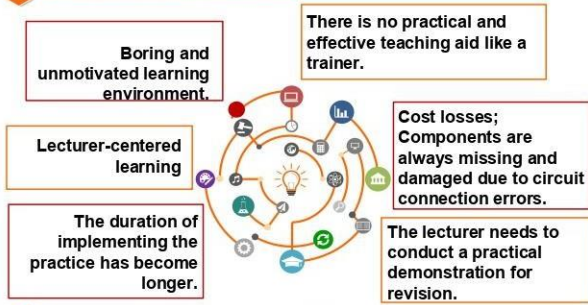 There is no practical and
effective teaching aid like a
trainer.
Boring and
unmotivated learning
environment.
Cost losses;
Components are
always missing and
damaged due to circuit
connection errors.
Lecturer-centered
learning
The duration of
implementing the
practice has become
longer.
The lecturer needs to
conduct a practical
demonstration for
revision.